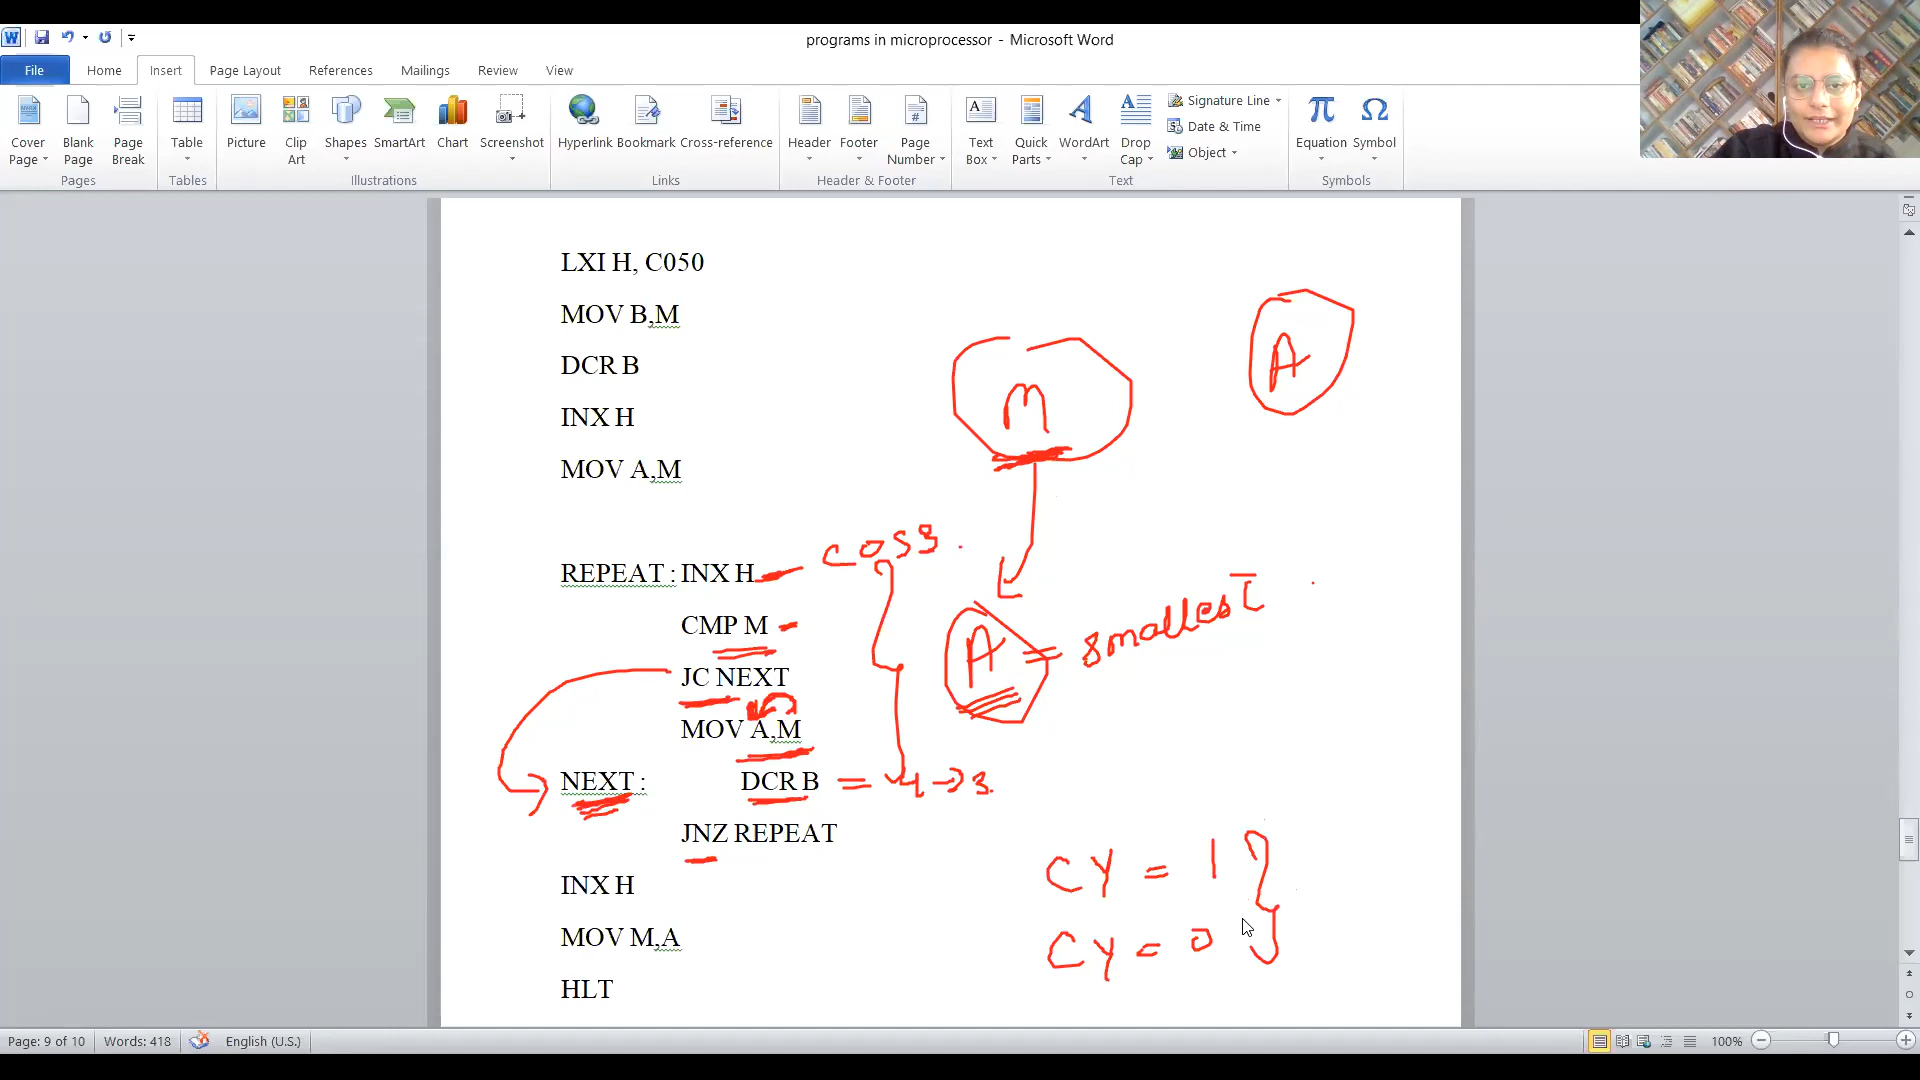 programs in microprocessor - Microsoft Word
File Home Insert Page Layout References Mailings Review View
Cover Page
Blank Page
Page Break
Table
Picture
Clip Art
Shapes
SmartArt
Chart
Screenshot
Hyperlink
Bookmark
Cross-reference
Header
Footer
Page Number
Text Box
Quick Parts
WordArt
Drop Cap
Signature Line
Date & Time
Object
Equation
Symbol
Pages Tables Illustrations Links Header & Footer Text Symbols
LXI H, C050
MOV B,M
DCR B
INX H
MOV A,M
M
A
REPEAT : INX H C053
CMP M
A = smallest
JC NEXT
MOV A,M
NEXT : DCR B = 4 → 3
JNZ REPEAT
CY = 1
INX H
MOV M,A
CY = 0
HLT
Page: 9 of 10 Words: 418 English (U.S.) 100%